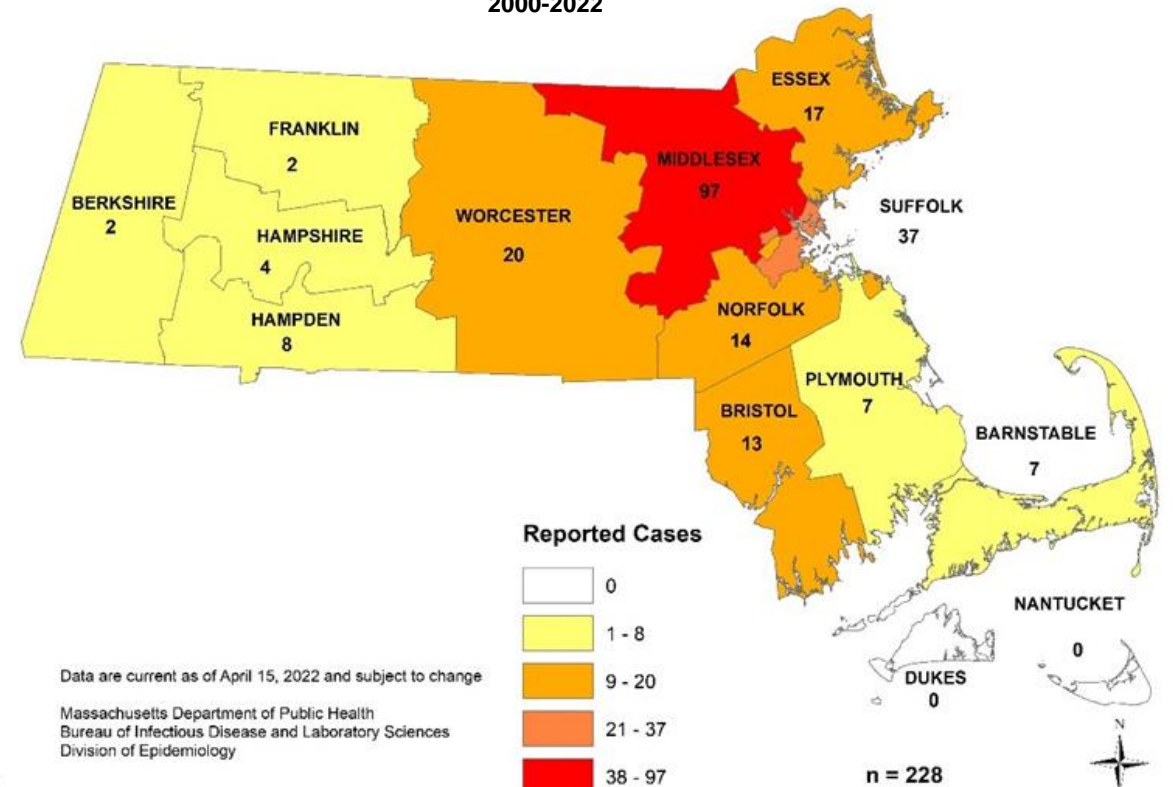 2000-2022
ESSEX
17
FRANKLIN
2
MIDDLESEX
97
BERKSHIRE
2
SUFFOLK
37
WORCESTER
20
HAMPSHIRE
4
HAMPDEN
8
NORFOLK
14
PLYMOUTH
7
BRISTOL
13
BARNSTABLE
7
NANTUCKET
0
DUKES
0
Reported Cases
0
1 - 8
9 - 20
21 - 37
38 - 97
Data are current as of April 15, 2022 and subject to change
Massachusetts Department of Public Health
Bureau of Infectious Disease and Laboratory Sciences
Division of Epidemiology
N
n = 228